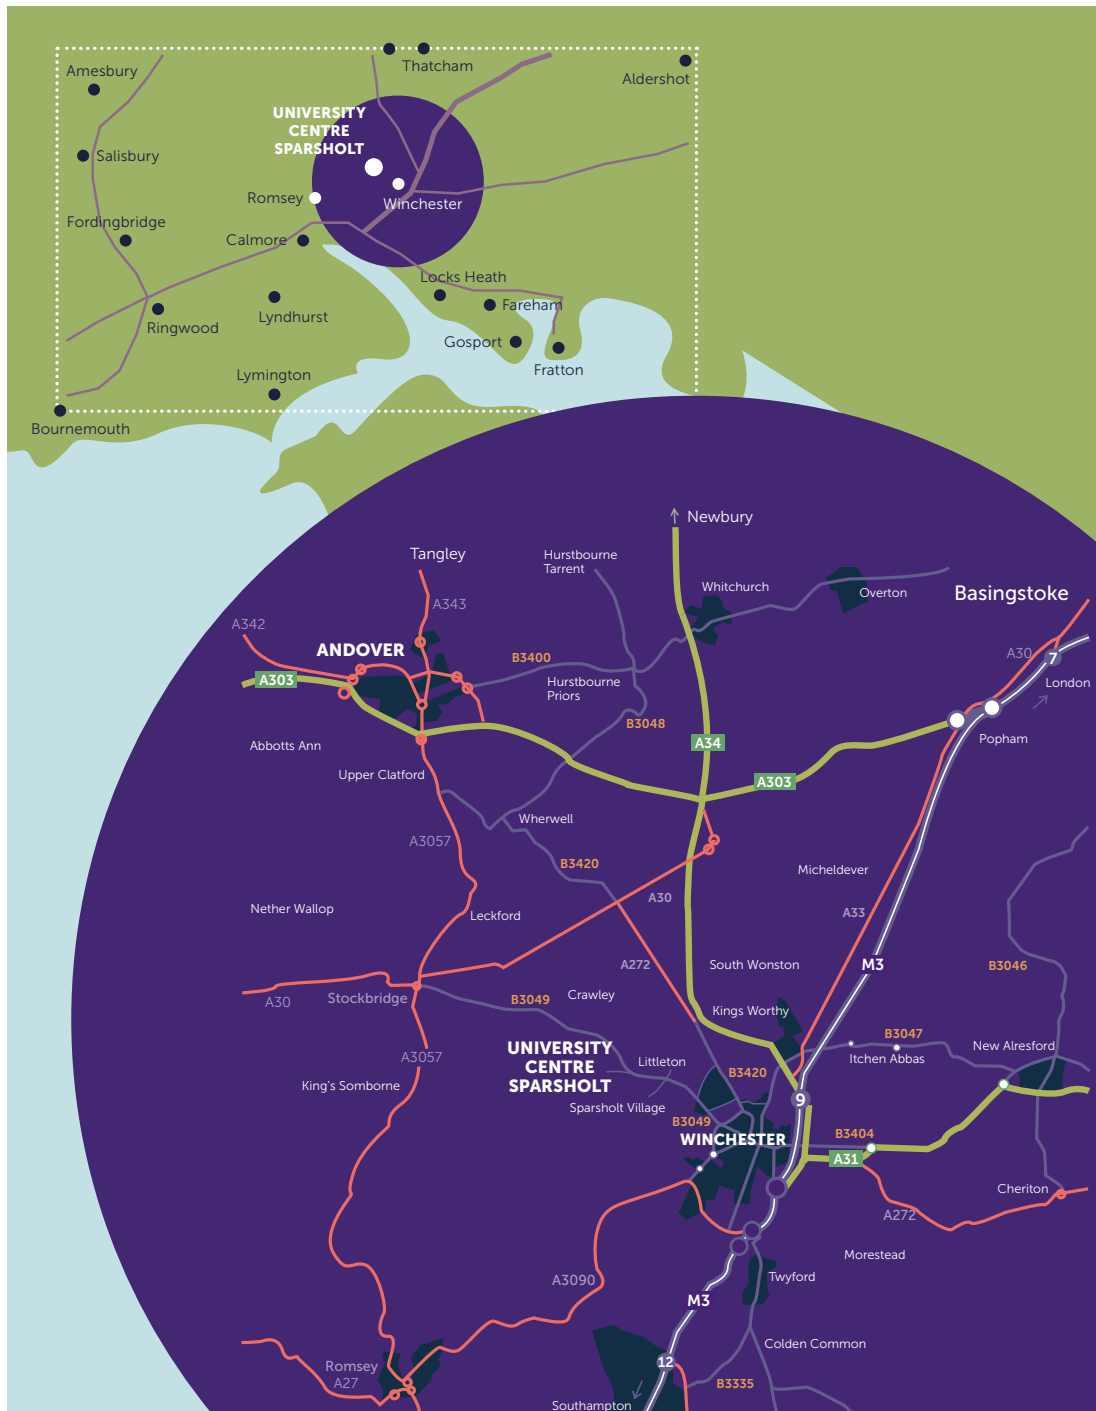 Amesbury
Thatcham
Aldershot
UNIVERSITY
CENTRE
SPARSHOLT
Salisbury
Romsey
Winchester
Fordingbridge
Calmore
Locks Heath
Fareham
Ringwood
Lyndhurst
Gosport
Fratton
Lymington
Bournemouth
Newbury
Tangley
Hurstbourne
Tarrent
Whitchurch
Overton
Basingstoke
A343
A342
ANDOVER
B3400
A30
7
A303
Hurstbourne
Priors
London
B3048
A34
Popham
Abbotts Ann
Upper Clatford
A303
Wherwell
A3057
B3420
Micheldever
A30
Nether Wallop
Leckford
A33
A272
South Wonston
M3
B3046
Crawley
A30
Stockbridge
B3049
Kings Worthy
B3047
New Alresford
UNIVERSITY
CENTRE
SPARSHOLT
A3057
Littleton
Itchen Abbas
B3420
King's Somborne
9
Sparsholt Village
B3049
WINCHESTER
B3404
A31
Cheriton
A272
Morestead
A3090
Twyford
M3
Colden Common
Romsey
A27
12
B3335
Southampton